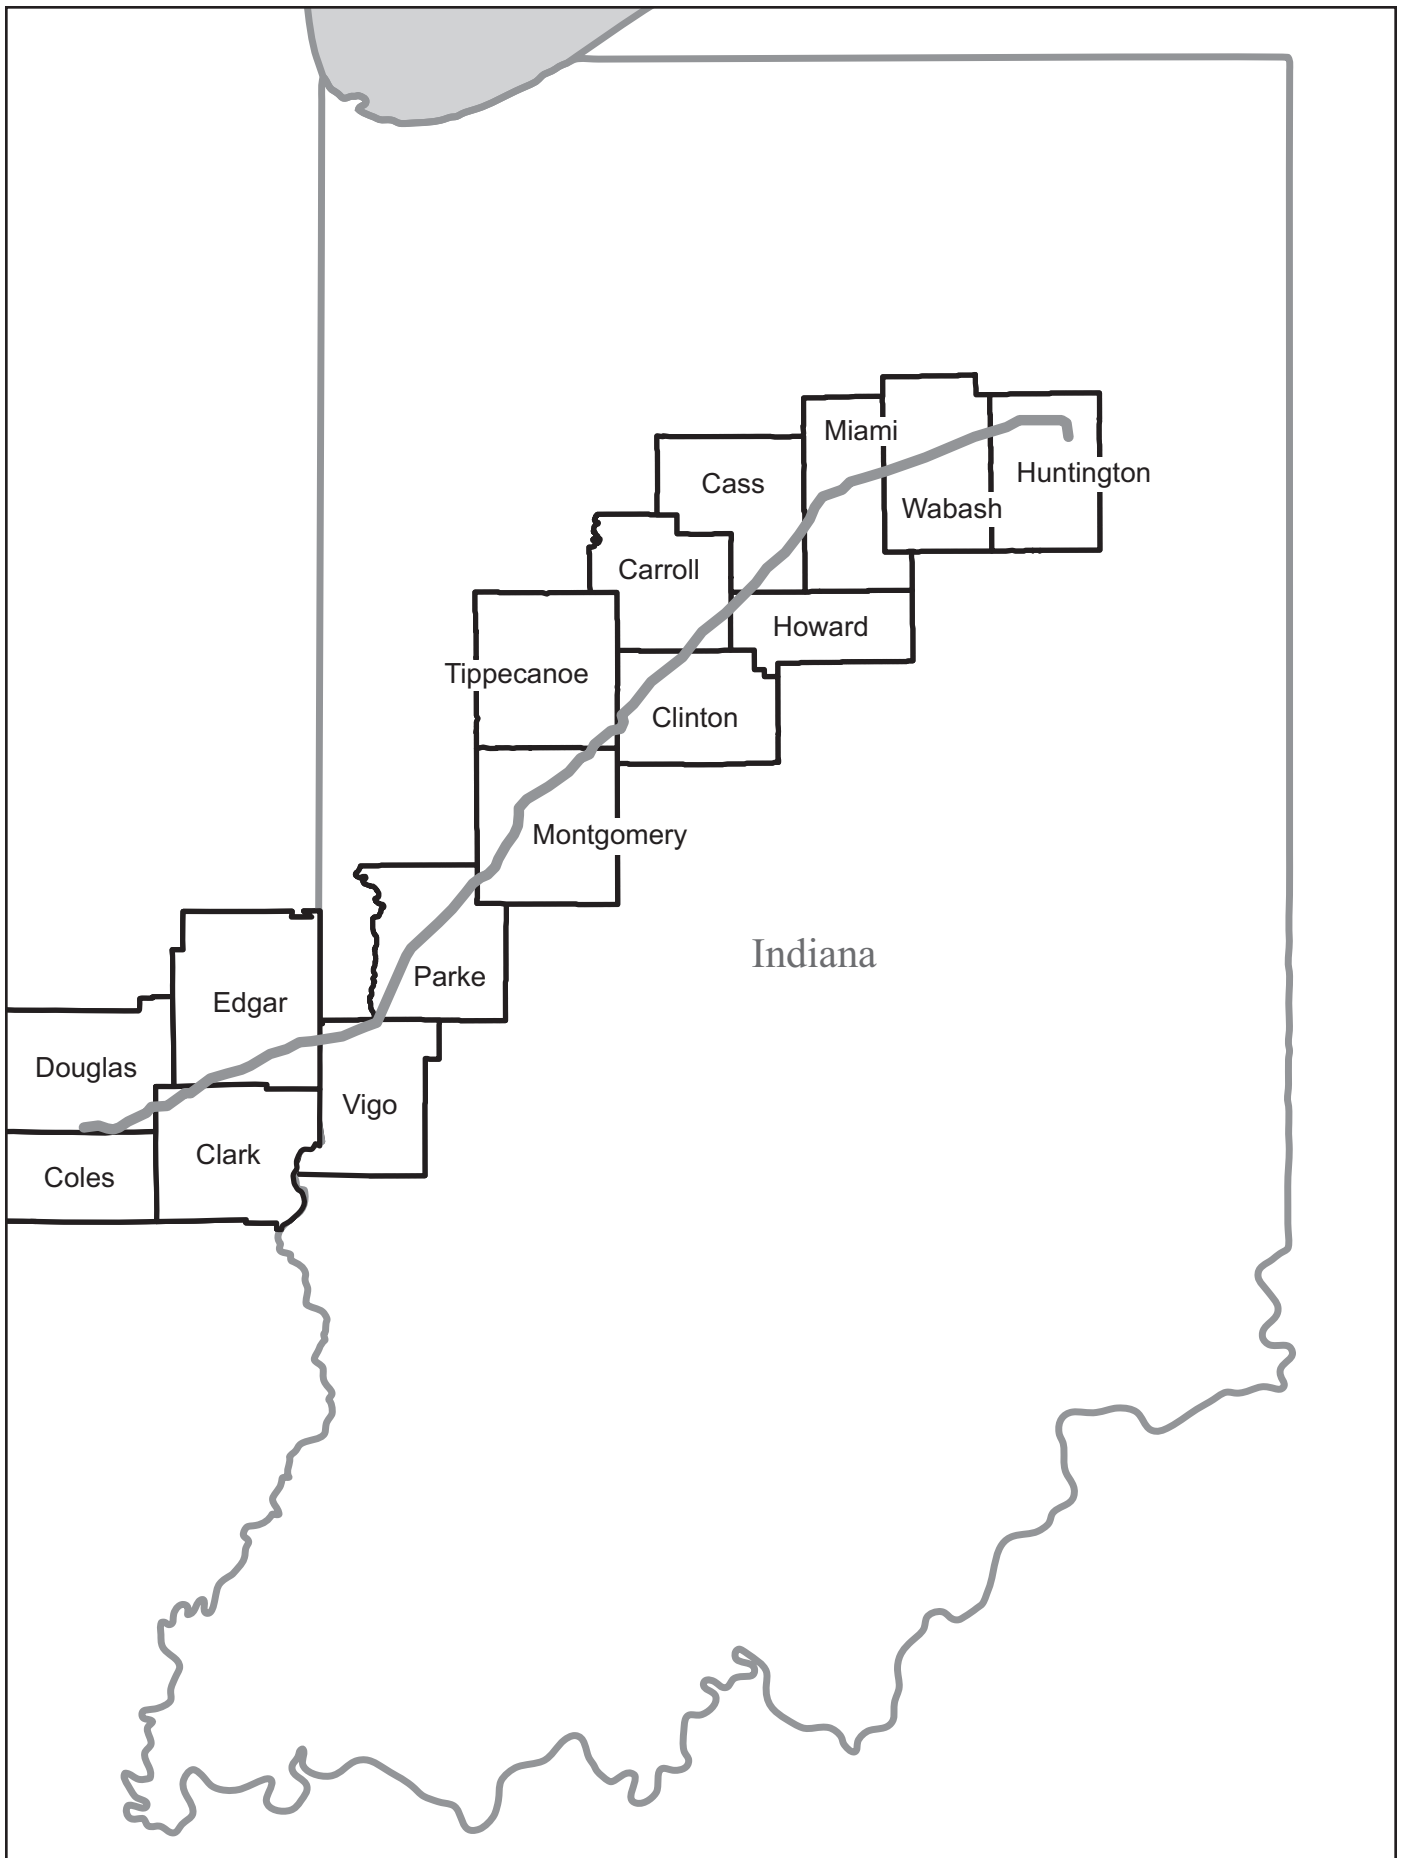 Miami
Huntington
Cass
Wabash
Carroll
Howard
Tippecanoe
Clinton
Montgomery
Indiana
Parke
Edgar
Douglas
Vigo
Clark
Coles